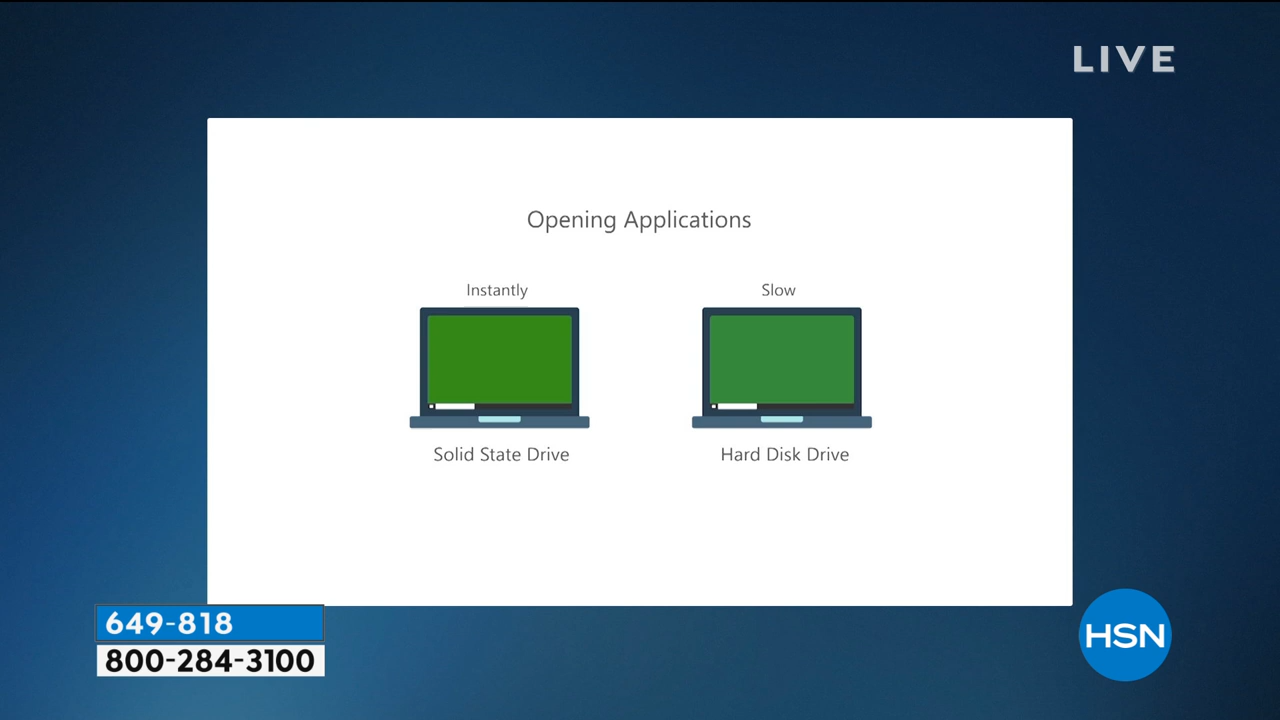 LIVE
Opening Applications
Instantly
Slow
Solid State Drive
Hard Disk Drive
649-818
800-284-3100
HSN